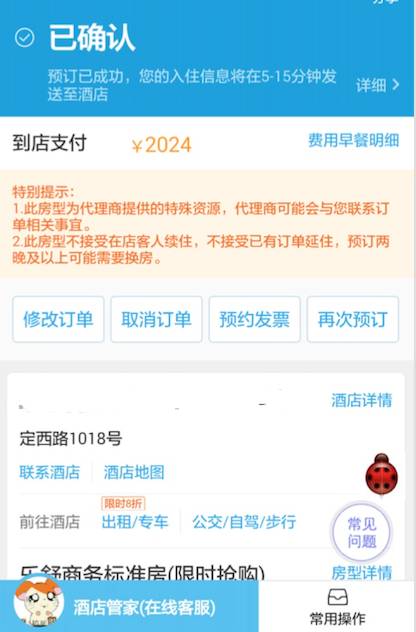 已确认
预订已成功，您的入住信息将在5-15分钟发
送至酒店
详细
到店支付
¥2024
费用早餐明细
特别提示：
1.此房型为代理商提供的特殊资源，代理商可能会与您联系订
单相关事宜。
2.此房型不接受在店客人续住，不接受已有订单延住，预订两
晚及以上可能需要换房。
修改订单
取消订单
预约发票
再次预订
酒店详情
定西路1018号
联系酒店
酒店地图
限时8折
前往酒店
出租/专车
公交/自驾/步行
常见
问题
乐舒商务标准房(限时抢购)
房型详情
酒店管家(在线客服)
常用操作